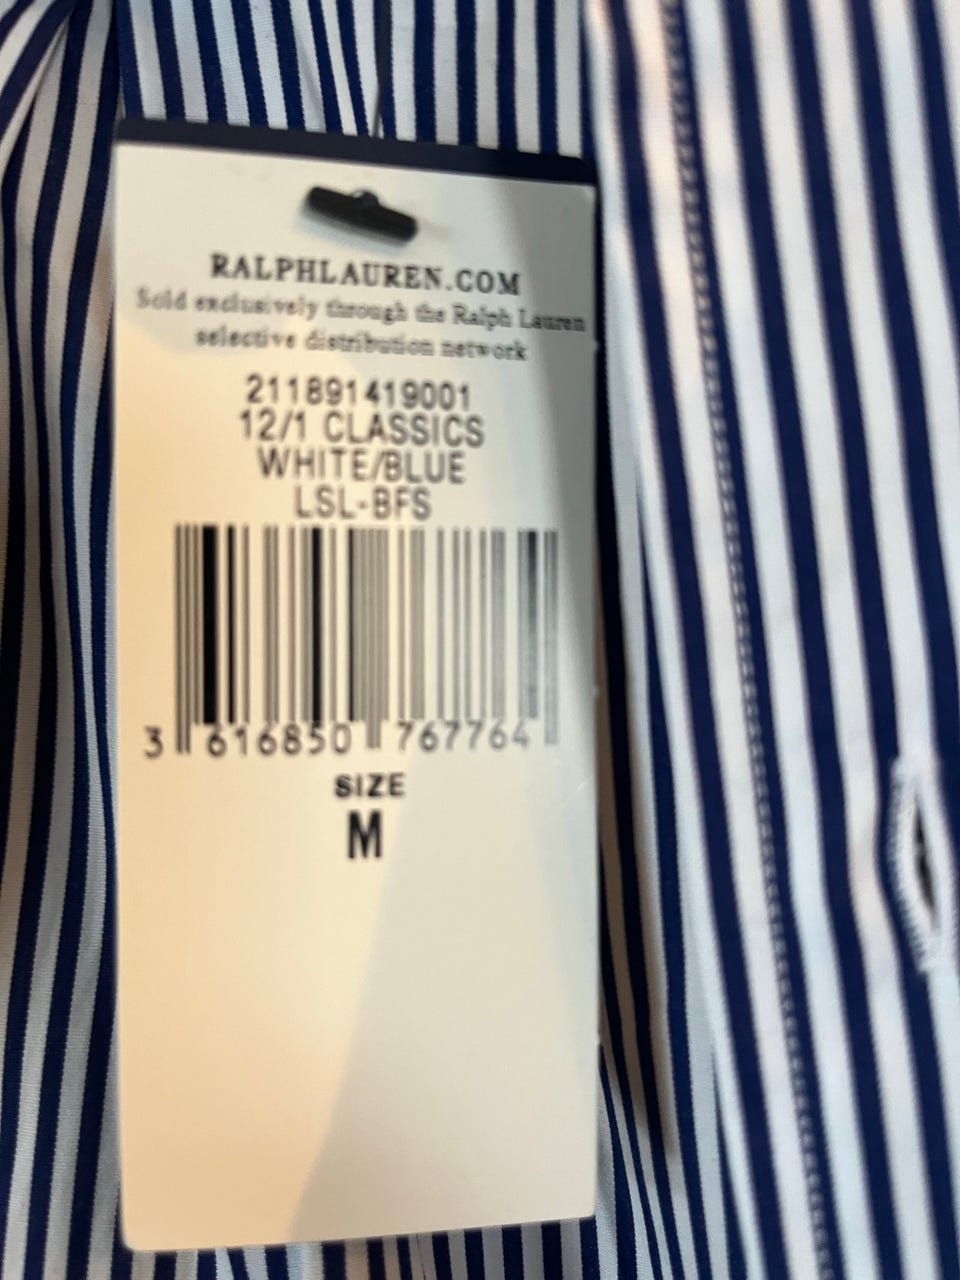 RALPHLAUREN.COM
Sold exclusively through the Ralph Lauren
selective distribution network
211891419001
12/1 CLASSICS
WHITE/BLUE
LSL-BFS
3 616850 767764
SIZE
M